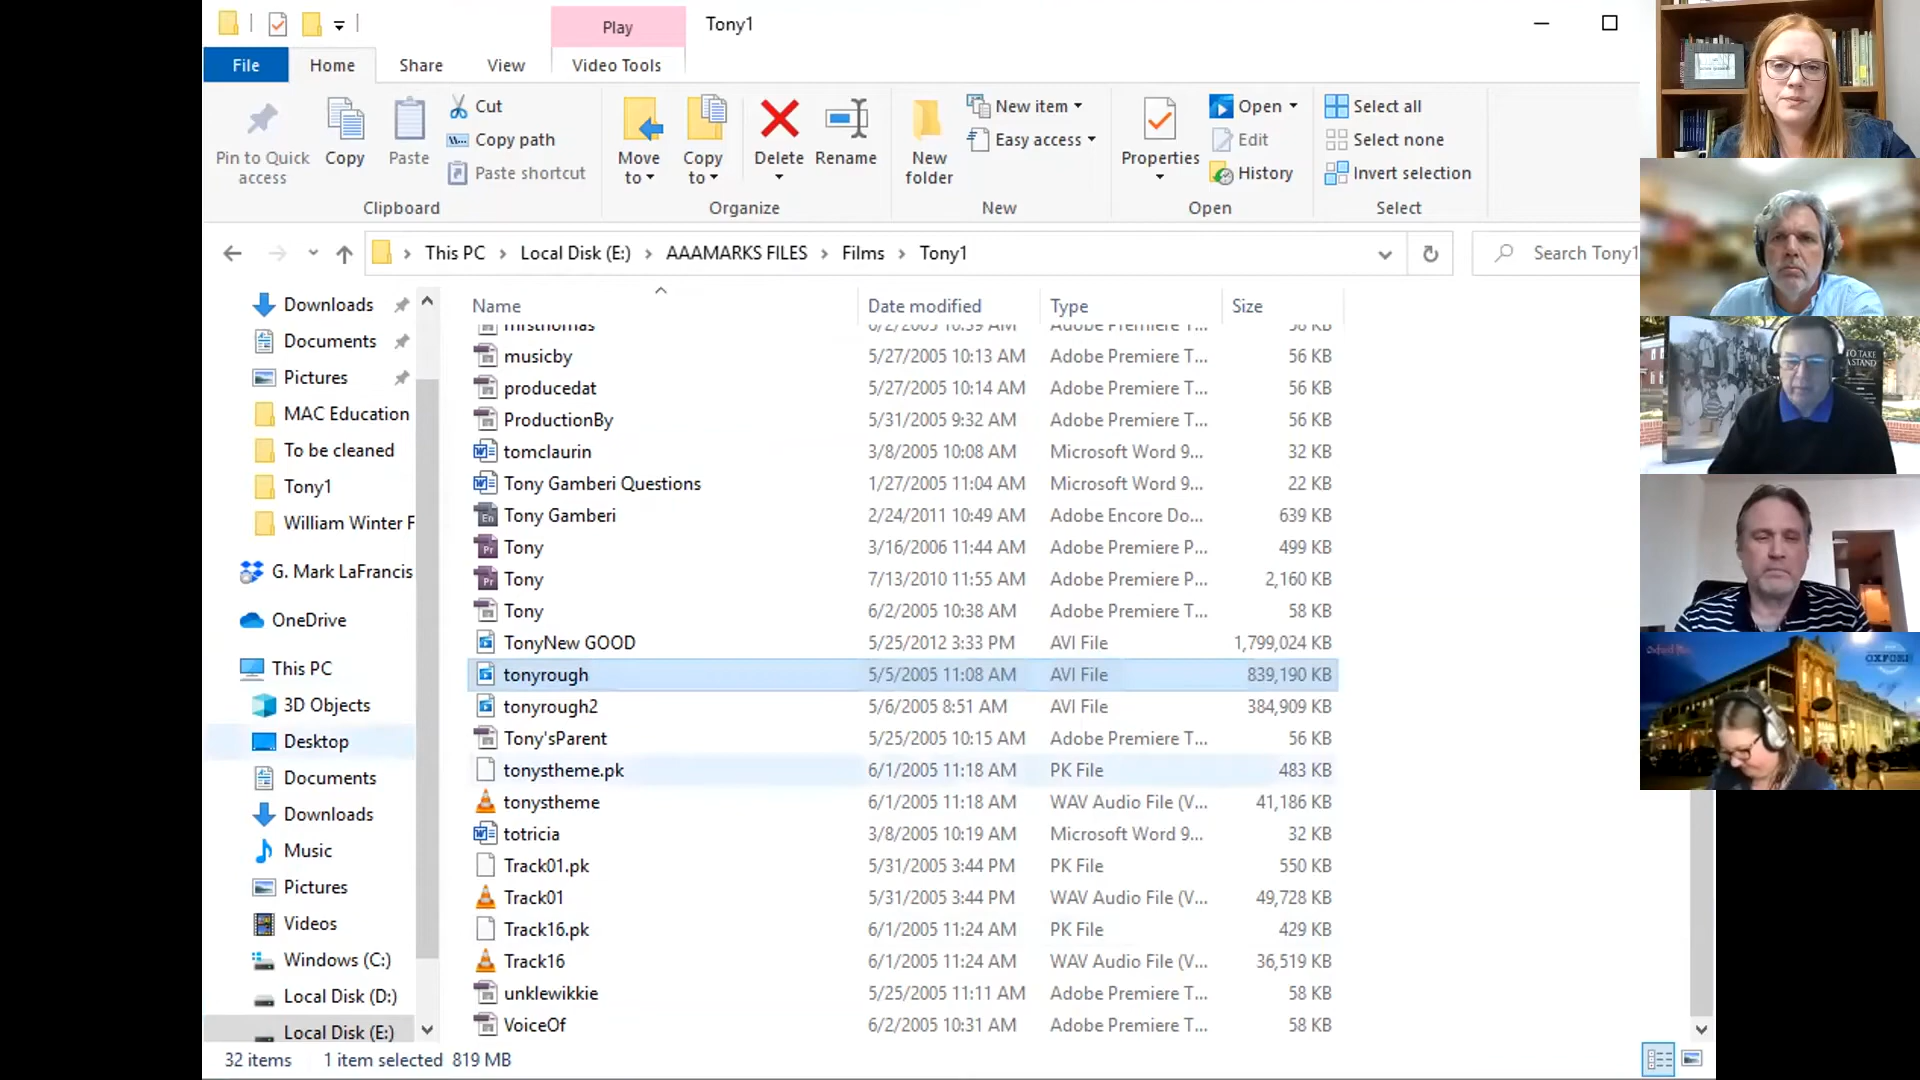 Play
Tony1
File
Home
Share
View
Video Tools
Pin to Quick access
Copy
Paste
Cut
Copy path
Paste shortcut
Clipboard
Move to
Copy to
Delete
Rename
Organize
New folder
New item
Easy access
New
Properties
Open
Edit
History
Open
Select all
Select none
Invert selection
Select
This PC > Local Disk (E:) > AAAMARKS FILES > Films > Tony1
Search Tony1
Downloads
Documents
Pictures
MAC Education
To be cleaned
Tony1
William Winter F
G. Mark LaFrancis
OneDrive
This PC
3D Objects
Desktop
Documents
Downloads
Music
Pictures
Videos
Windows (C:)
Local Disk (D:)
Local Disk (E:)
Name Date modified Type Size
mrsthomas 6/2/2005 10:39 AM Adobe Premiere T... 58 KB
musicby 5/27/2005 10:13 AM Adobe Premiere T... 56 KB
producedat 5/27/2005 10:14 AM Adobe Premiere T... 56 KB
ProductionBy 5/31/2005 9:32 AM Adobe Premiere T... 56 KB
tomclaurin 3/8/2005 10:08 AM Microsoft Word 9... 32 KB
Tony Gamberi Questions 1/27/2005 11:04 AM Microsoft Word 9... 22 KB
Tony Gamberi 2/24/2011 10:49 AM Adobe Encore Do... 639 KB
Tony 3/16/2006 11:44 AM Adobe Premiere P... 499 KB
Tony 7/13/2010 11:55 AM Adobe Premiere P... 2,160 KB
Tony 6/2/2005 10:38 AM Adobe Premiere T... 58 KB
TonyNew GOOD 5/25/2012 3:33 PM AVI File 1,799,024 KB
tonyrough 5/5/2005 11:08 AM AVI File 839,190 KB
tonyrough2 5/6/2005 8:51 AM AVI File 384,909 KB
Tony'sParent 5/25/2005 10:15 AM Adobe Premiere T... 56 KB
tonystheme.pk 6/1/2005 11:18 AM PK File 483 KB
tonystheme 6/1/2005 11:18 AM WAV Audio File (V... 41,186 KB
totricia 3/8/2005 10:19 AM Microsoft Word 9... 32 KB
Track01.pk 5/31/2005 3:44 PM PK File 550 KB
Track01 5/31/2005 3:44 PM WAV Audio File (V... 49,728 KB
Track16.pk 6/1/2005 11:24 AM PK File 429 KB
Track16 6/1/2005 11:24 AM WAV Audio File (V... 36,519 KB
unklewikkie 5/25/2005 11:11 AM Adobe Premiere T... 58 KB
VoiceOf 6/2/2005 10:31 AM Adobe Premiere T... 58 KB
32 items 1 item selected 819 MB
TO TAKE
A STAND
OXFORD